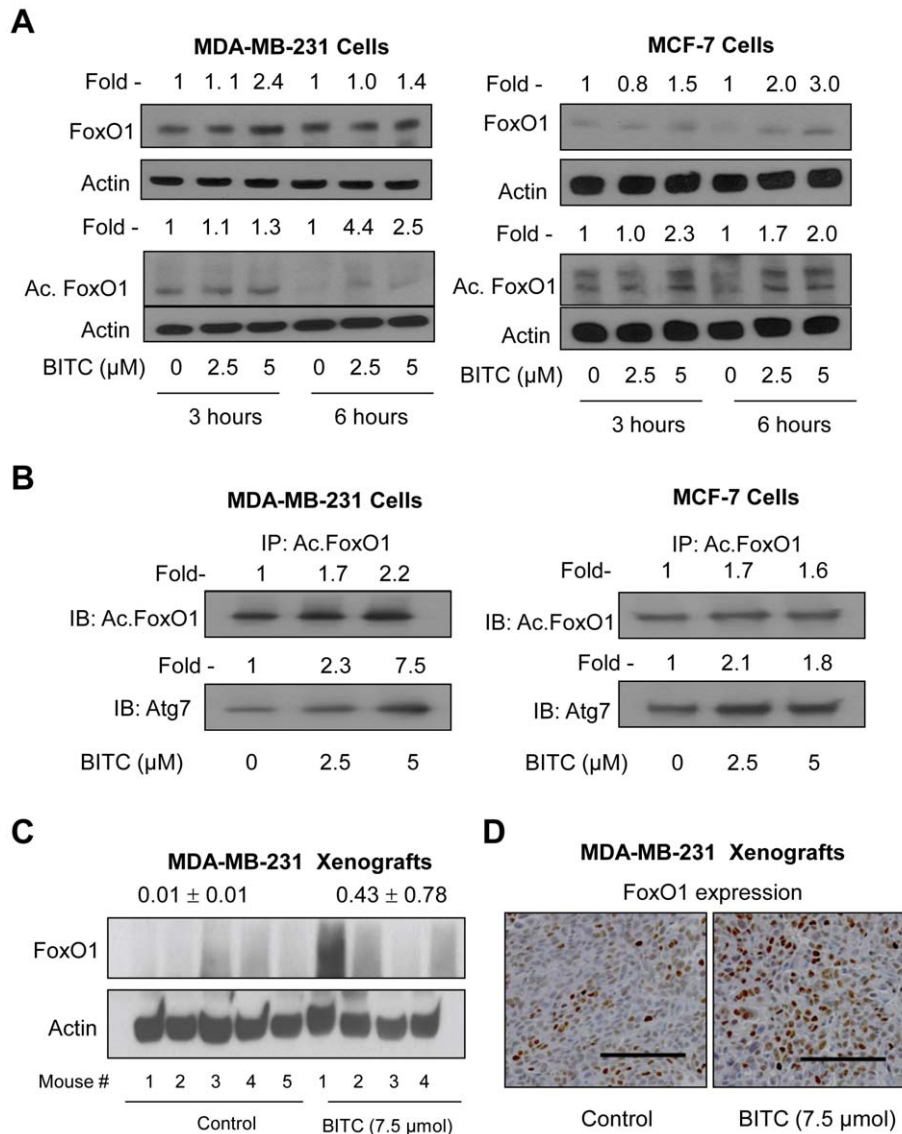 A
MDA-MB-231 Cells
Fold - 1 1. 1 2.4 1 1.0 1.4
FoxO1
Actin
Fold - 1 1.1 1.3 1 4.4 2.5
Ac. FoxO1
Actin
BITC (µM) 0 2.5 5 0 2.5 5
3 hours 6 hours
MCF-7 Cells
Fold - 1 0.8 1.5 1 2.0 3.0
FoxO1
Actin
Fold - 1 1.0 2.3 1 1.7 2.0
Ac. FoxO1
Actin
BITC (µM) 0 2.5 5 0 2.5 5
3 hours 6 hours
B
MDA-MB-231 Cells
IP: Ac.FoxO1
Fold- 1 1.7 2.2
IB: Ac.FoxO1
Fold - 1 2.3 7.5
IB: Atg7
BITC (µM) 0 2.5 5
MCF-7 Cells
IP: Ac.FoxO1
Fold- 1 1.7 1.6
IB: Ac.FoxO1
Fold - 1 2.1 1.8
IB: Atg7
BITC (µM) 0 2.5 5
C
MDA-MB-231 Xenografts
0.01 ± 0.01 0.43 ± 0.78
FoxO1
Actin
Mouse # 1 2 3 4 5 1 2 3 4
Control BITC (7.5 µmol)
D
MDA-MB-231 Xenografts
FoxO1 expression
Control BITC (7.5 µmol)